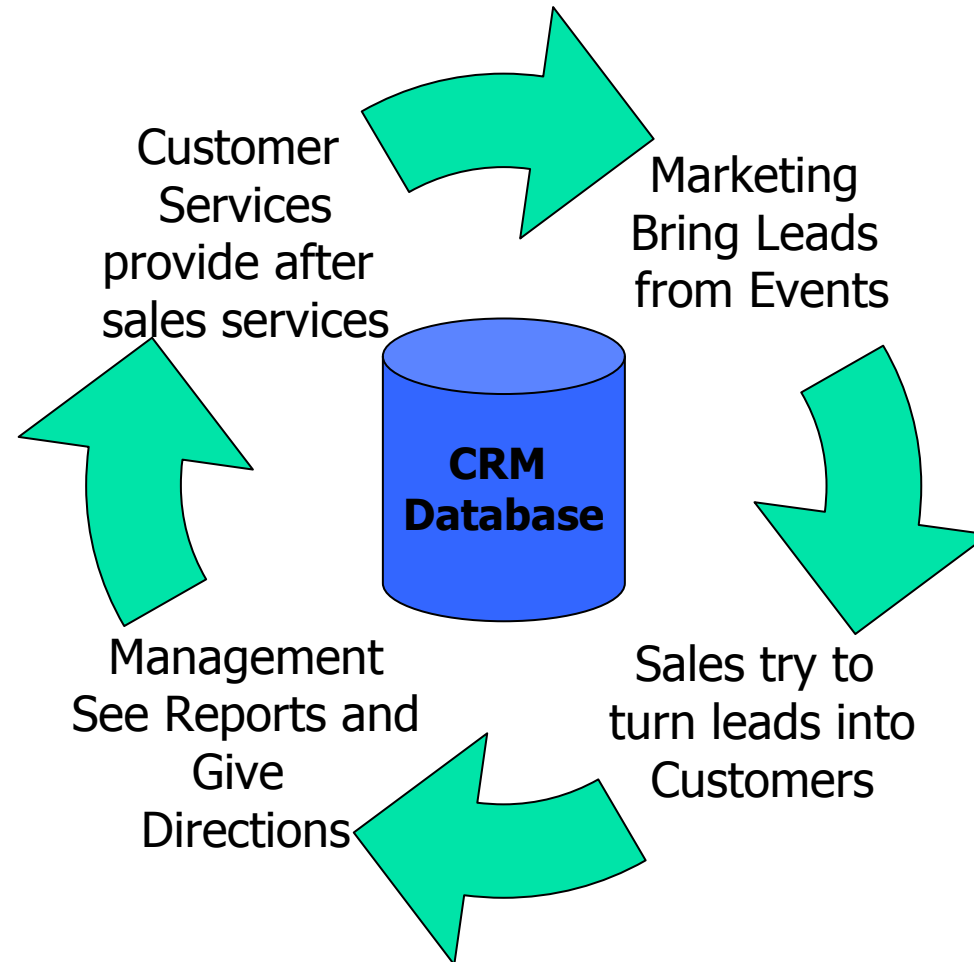 Customer
Services
provide after
sales services
Marketing
Bring Leads
from Events
CRM
Database
Management
See Reports and
Give
Directions
Sales try to
turn leads into
Customers